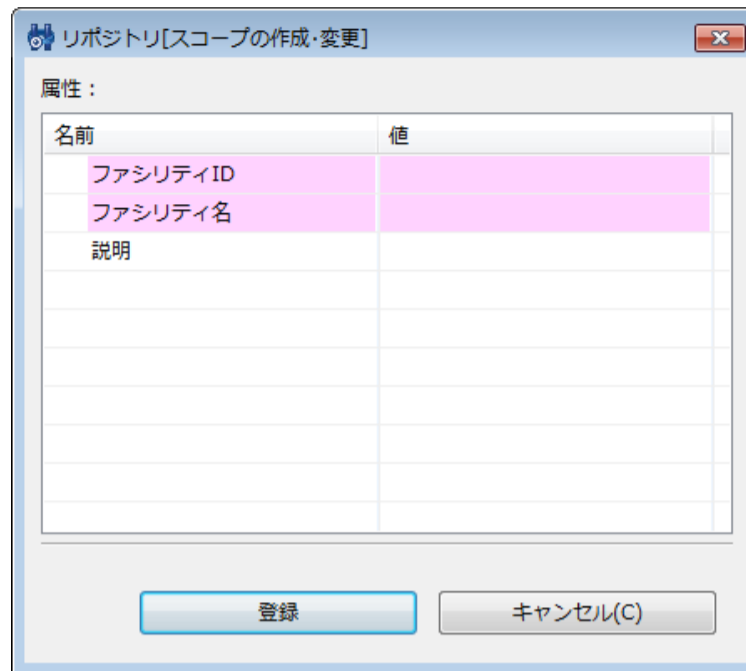 リポジトリ[スコープの作成･変更]
属性：
名前 値
ファシリティID
ファシリティ名
説明
登録 キャンセル(C)